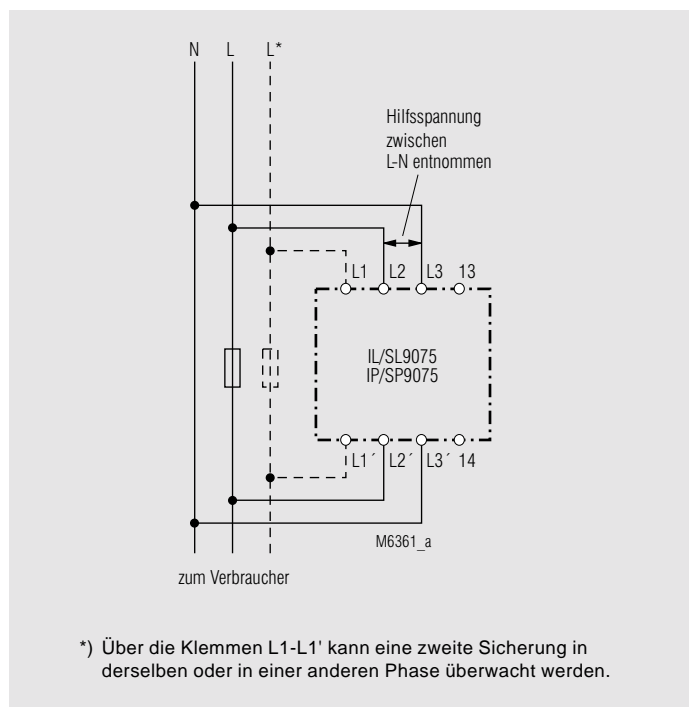 N L L*
Hilfsspannung
zwischen
L-N entnommen
L1 L2 L3 13
IL/SL9075
IP/SP9075
L1´ L2´ L3´ 14
M6361_a
zum Verbraucher
*) Über die Klemmen L1-L1' kann eine zweite Sicherung in
derselben oder in einer anderen Phase überwacht werden.